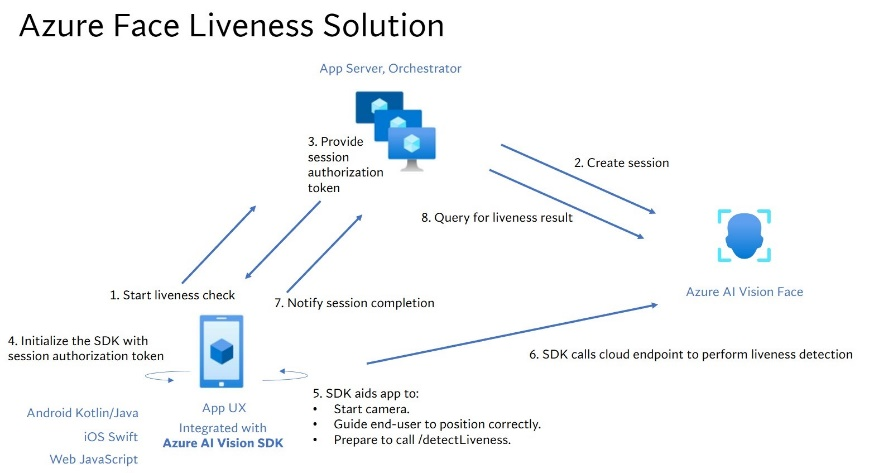 Azure Face Liveness Solution
App Server, Orchestrator
3. Provide
session
authorization
token
2. Create session
8. Query for liveness result
Azure AI Vision Face
1. Start liveness check
7. Notify session completion
4. Initialize the SDK with
session authorization token
6. SDK calls cloud endpoint to perform liveness detection
5. SDK aids app to:
• Start camera.
• Guide end-user to position correctly.
• Prepare to call /detectLiveness.
App UX
Integrated with
Azure AI Vision SDK
Android Kotlin/Java
iOS Swift
Web JavaScript